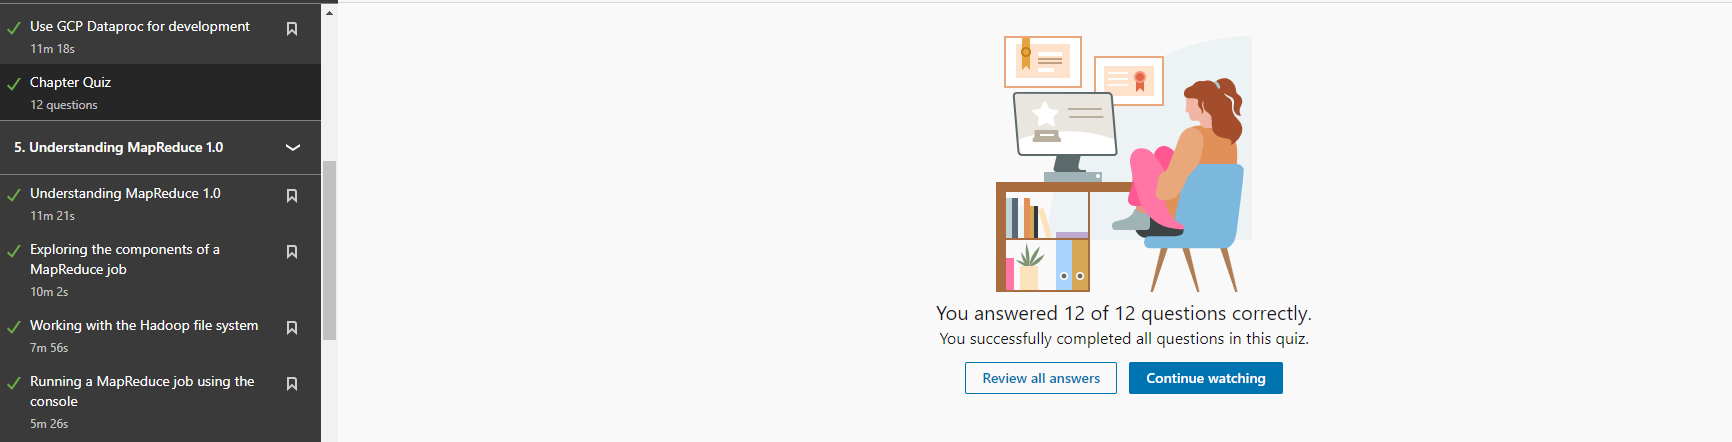 Use GCP Dataproc for development
11m 18s
Chapter Quiz
12 questions
5. Understanding MapReduce 1.0
Understanding MapReduce 1.0
11m 21s
Exploring the components of a
MapReduce job
10m 2s
Working with the Hadoop file system
7m 56s
Running a MapReduce job using the
console
5m 26s
You answered 12 of 12 questions correctly.
You successfully completed all questions in this quiz.
Review all answers
Continue watching